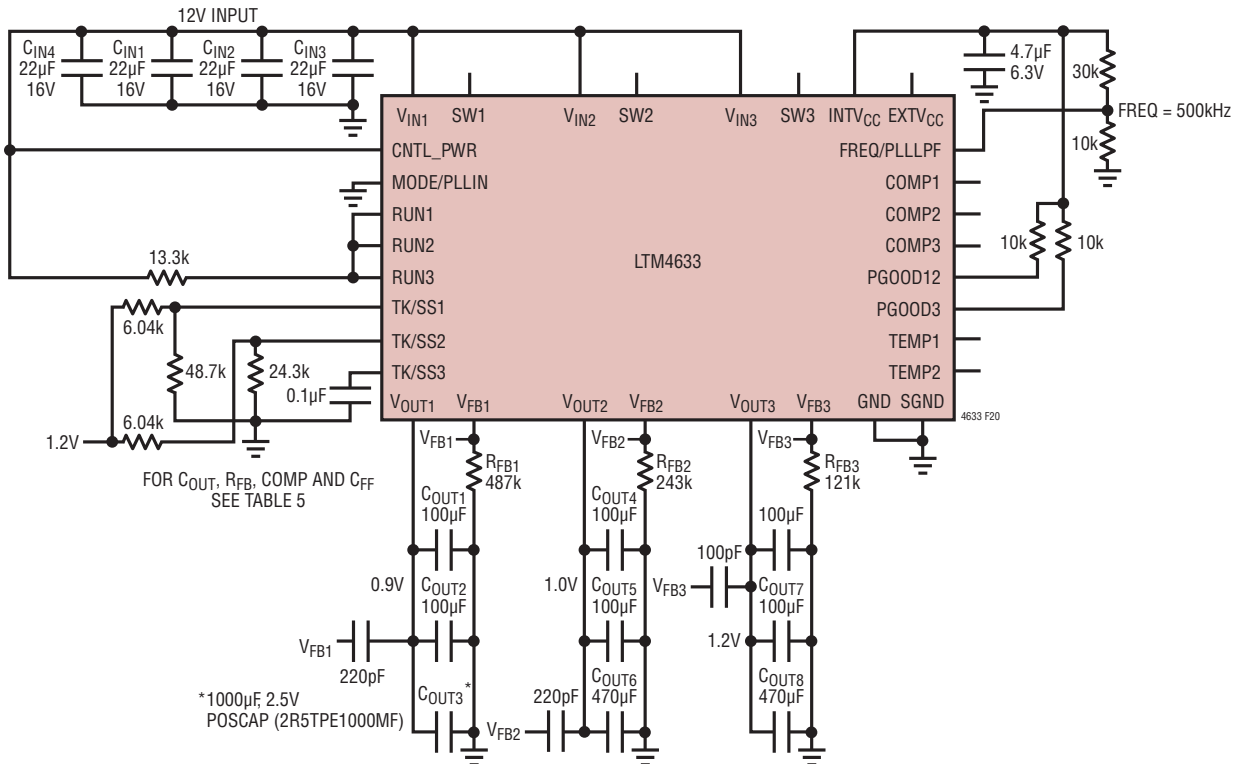 12V INPUT
CIN4
22µF
16V
CIN1
22µF
16V
CIN2
22µF
16V
CIN3
22µF
16V
4.7µF
6.3V
30k
FREQ = 500kHz
10k
VIN1
SW1
VIN2
SW2
VIN3
SW3
INTVCC
EXTVCC
CNTL_PWR
FREQ/PLLLPF
MODE/PLLIN
COMP1
RUN1
COMP2
RUN2
COMP3
10k
10k
13.3k
RUN3
LTM4633
PGOOD12
TK/SS1
PGOOD3
6.04k
TK/SS2
TEMP1
48.7k
24.3k
TK/SS3
TEMP2
0.1µF
VOUT1
VFB1
VOUT2
VFB2
VOUT3
VFB3
GND
SGND
4633 F20
6.04k
1.2V
FOR COUT, RFB, COMP AND CFF
SEE TABLE 5
VFB1
RFB1
487k
VFB2
RFB2
243k
VFB3
RFB3
121k
COUT1
100µF
COUT4
100µF
100µF
100pF
0.9V
COUT2
100µF
1.0V
COUT5
100µF
VFB3
COUT7
100µF
1.2V
VFB1
220pF
COUT3*
COUT6
470µF
COUT8
470µF
220pF
VFB2
*1000µF, 2.5V
POSCAP (2R5TPE1000MF)